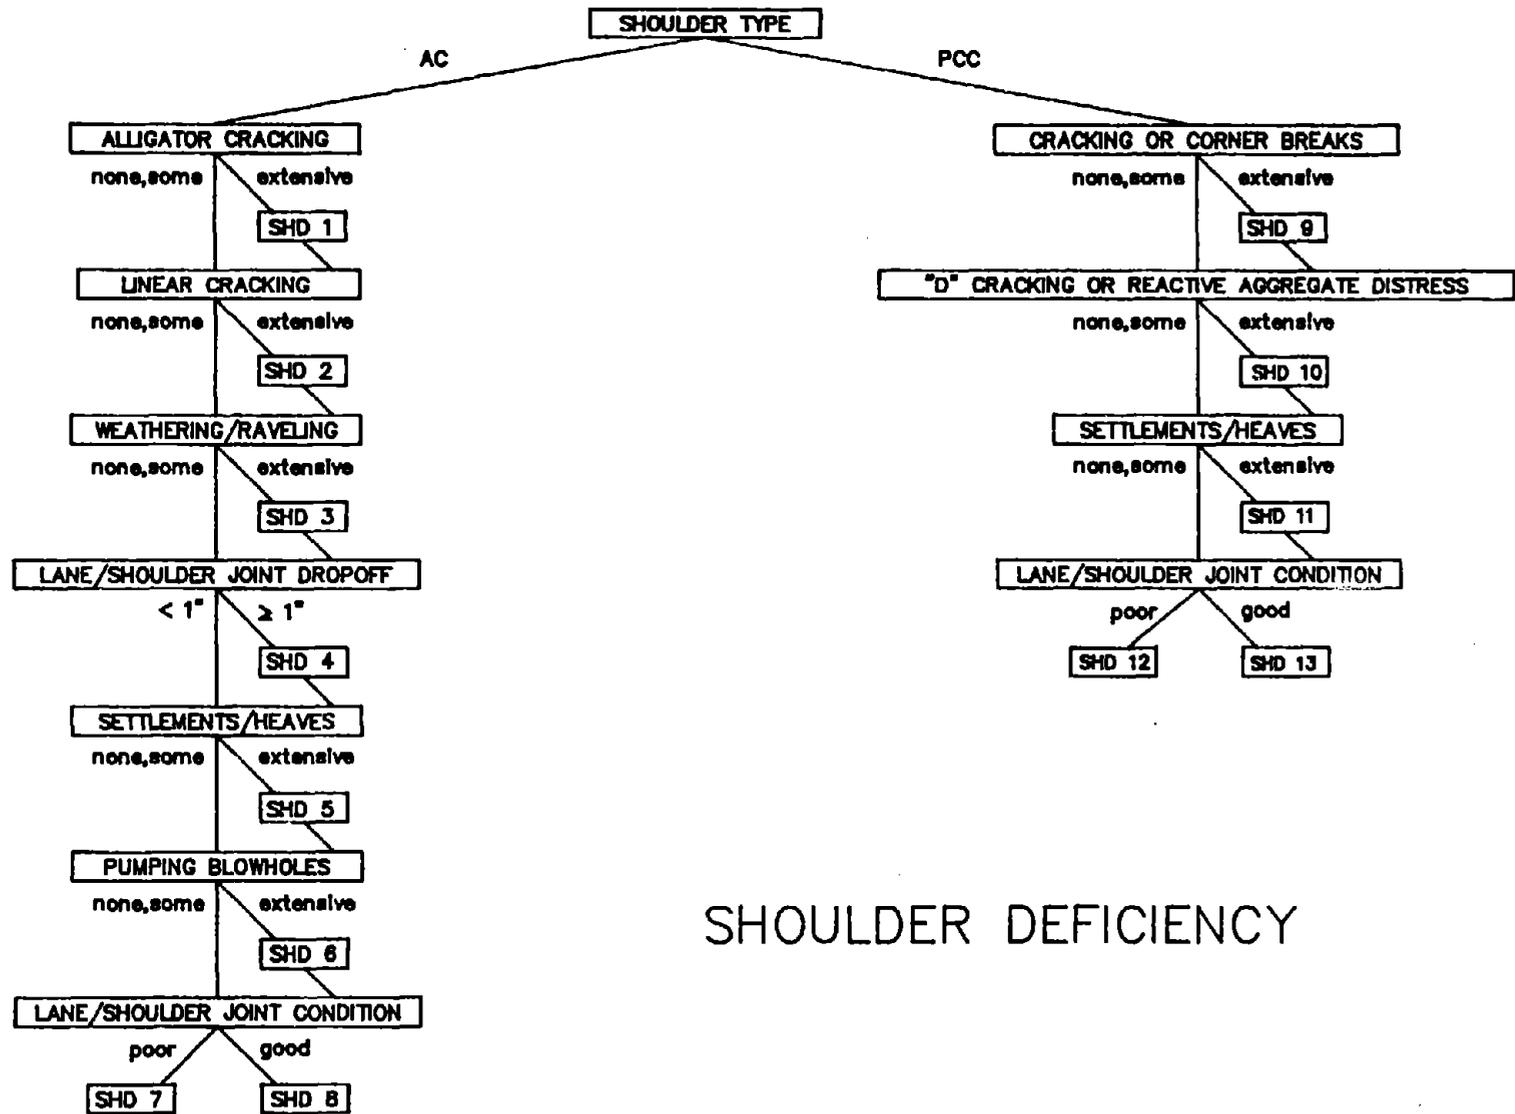 SHOULDER TYPE
AC
PCC
ALLIGATOR CRACKING
none,some
extensive
SHD 1
LINEAR CRACKING
none,some
extensive
SHD 2
WEATHERING/RAVELING
none,some
extensive
SHD 3
LANE/SHOULDER JOINT DROPOFF
< 1"
≥ 1"
SHD 4
SETTLEMENTS/HEAVES
none,some
extensive
SHD 5
PUMPING BLOWHOLES
none,some
extensive
SHD 6
LANE/SHOULDER JOINT CONDITION
poor
good
SHD 7
SHD 8
CRACKING OR CORNER BREAKS
none,some
extensive
SHD 9
"D" CRACKING OR REACTIVE AGGREGATE DISTRESS
none,some
extensive
SHD 10
SETTLEMENTS/HEAVES
none,some
extensive
SHD 11
LANE/SHOULDER JOINT CONDITION
poor
good
SHD 12
SHD 13
SHOULDER DEFICIENCY